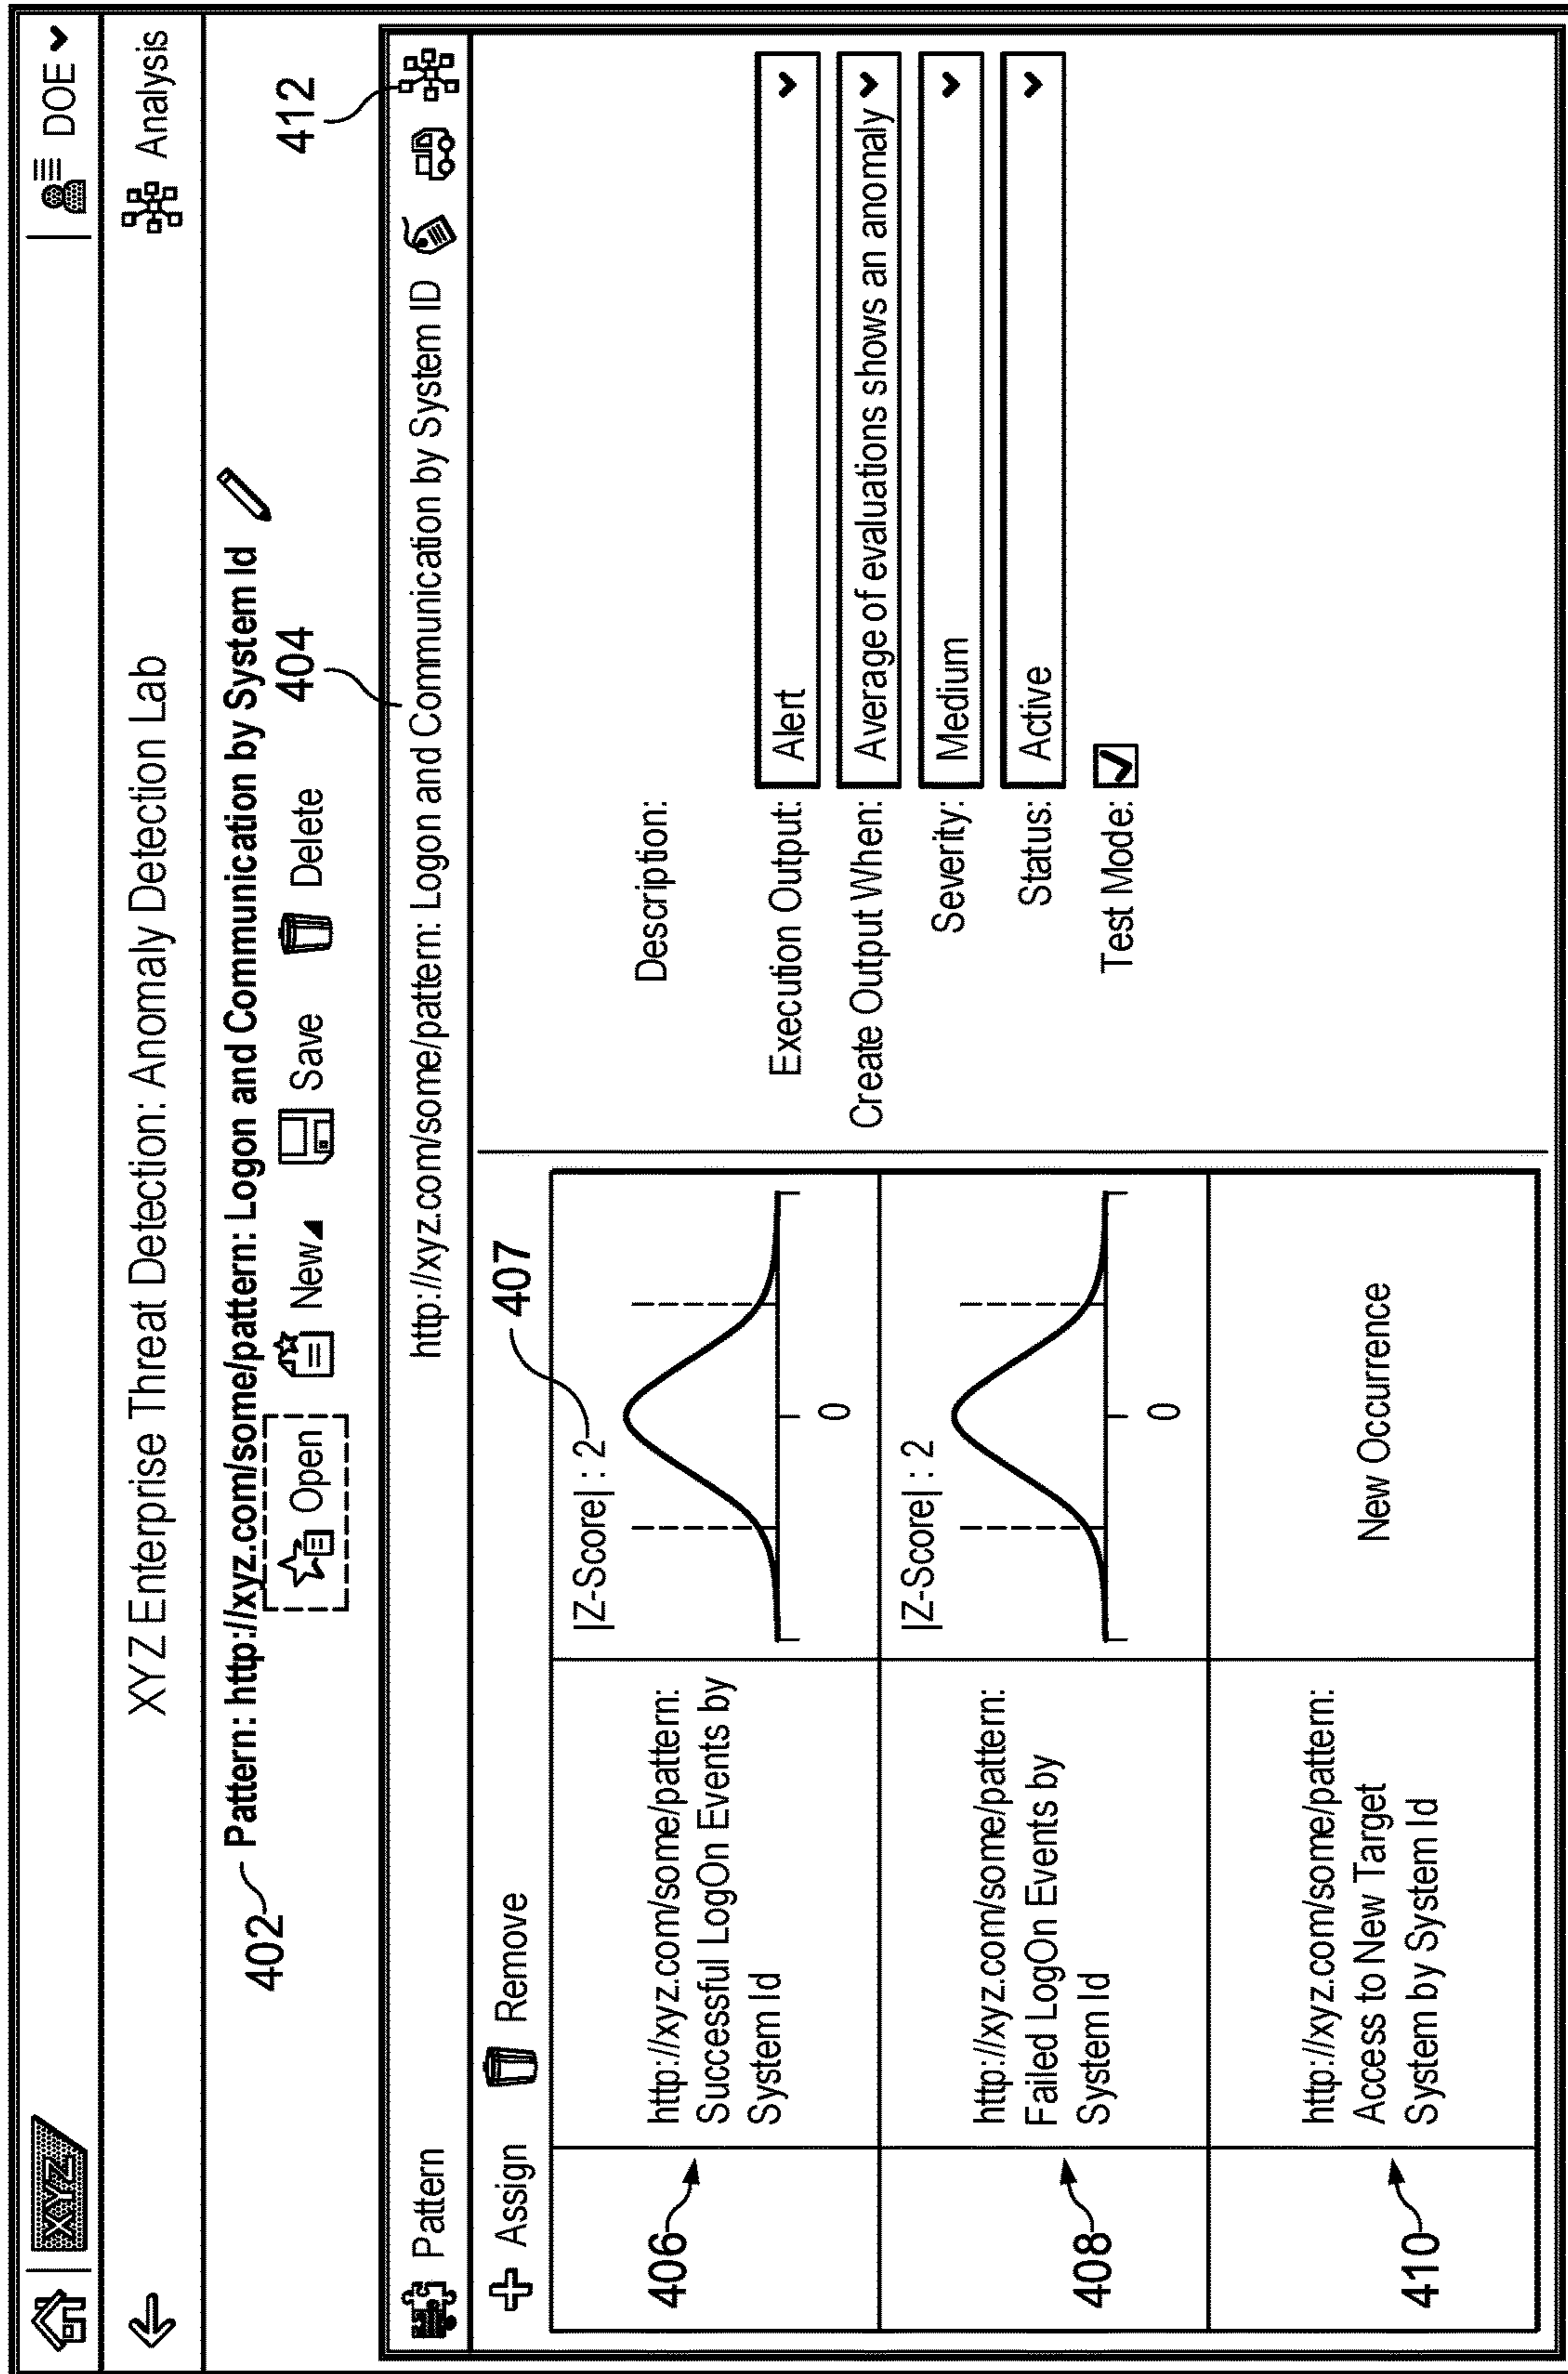 XYZ
DOE
XYZ Enterprise Threat Detection: Anomaly Detection Lab
Analysis
402
Pattern: http://xyz.com/some/pattern: Logon and Communication by System Id
Open
New
Save
Delete
404
412
Pattern
http://xyz.com/some/pattern: Logon and Communication by System ID
Assign
Remove
407
406
http://xyz.com/some/pattern:
Successful LogOn Events by
System Id
|Z-Score| : 2
0
408
http://xyz.com/some/pattern:
Failed LogOn Events by
System Id
|Z-Score| : 2
0
410
http://xyz.com/some/pattern:
Access to New Target
System by System Id
New Occurrence
Description:
Execution Output: Alert
Create Output When: Average of evaluations shows an anomaly
Severity: Medium
Status: Active
Test Mode: